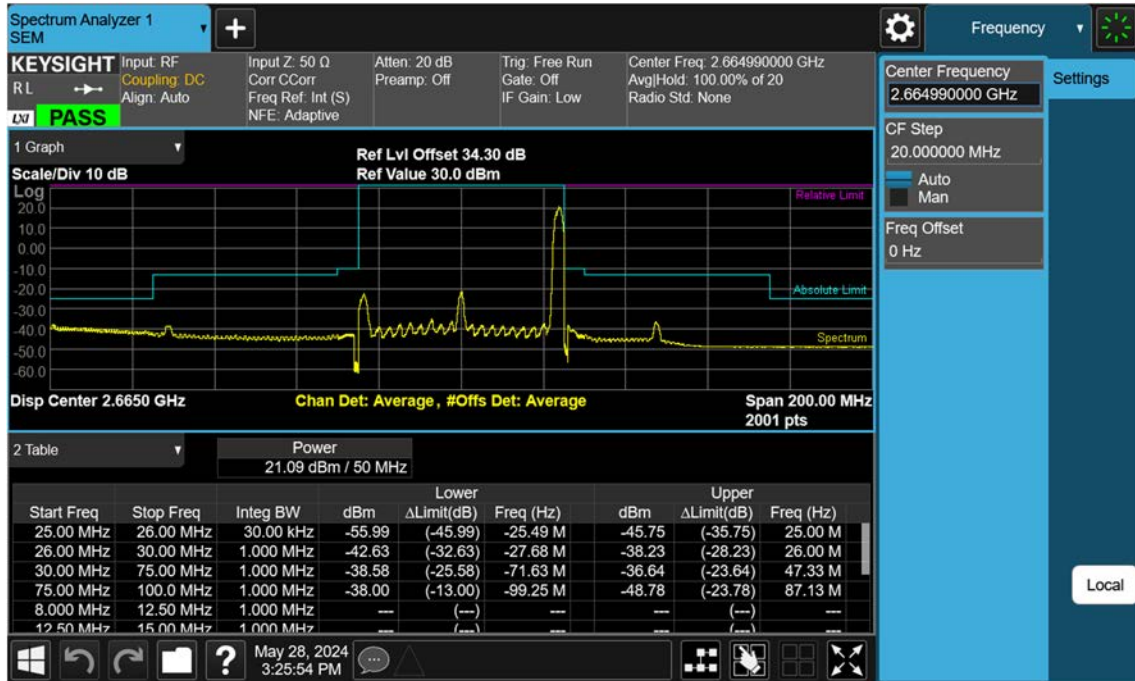 Spectrum Analyzer 1
SEM
Frequency
KEYSIGHT
R L
LXI
PASS
Input: RF
Coupling: DC
Align: Auto
Input Z: 50 Ω
Corr CCorr
Freq Ref: Int (S)
NFE: Adaptive
Atten: 20 dB
Preamp: Off
Trig: Free Run
Gate: Off
IF Gain: Low
Center Freq: 2.664990000 GHz
Avg|Hold: 100.00% of 20
Radio Std: None
Center Frequency
2.664990000 GHz
Settings
CF Step
20.000000 MHz
Auto
Man
Freq Offset
0 Hz
1 Graph
Scale/Div 10 dB
Ref Lvl Offset 34.30 dB
Ref Value 30.0 dBm
Log
20.0
10.0
0.00
-10.0
-20.0
-30.0
-40.0
-50.0
-60.0
Relative Limit
Absolute Limit
Spectrum
Disp Center 2.6650 GHz
Chan Det: Average, #Offs Det: Average
Span 200.00 MHz
2001 pts
2 Table
Power
21.09 dBm / 50 MHz
Lower Upper
Start Freq Stop Freq Integ BW dBm ΔLimit(dB) Freq (Hz) dBm ΔLimit(dB) Freq (Hz)
25.00 MHz 26.00 MHz 30.00 kHz -55.99 (-45.99) -25.49 M -45.75 (-35.75) 25.00 M
26.00 MHz 30.00 MHz 1.000 MHz -42.63 (-32.63) -27.68 M -38.23 (-28.23) 26.00 M
30.00 MHz 75.00 MHz 1.000 MHz -38.58 (-25.58) -71.63 M -36.64 (-23.64) 47.33 M
75.00 MHz 100.0 MHz 1.000 MHz -38.00 (-13.00) -99.25 M -48.78 (-23.78) 87.13 M
8.000 MHz 12.50 MHz 1.000 MHz --- (---) --- --- (---) ---
12.50 MHz 15.00 MHz 1.000 MHz --- (---) --- --- (---) ---
Local
?
May 28, 2024
3:25:54 PM